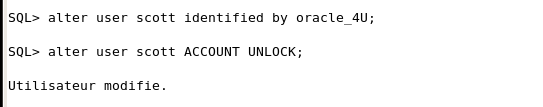 SQL> alter user scott identified by oracle_4U;
SQL> alter user scott ACCOUNT UNLOCK;
Utilisateur modifie.